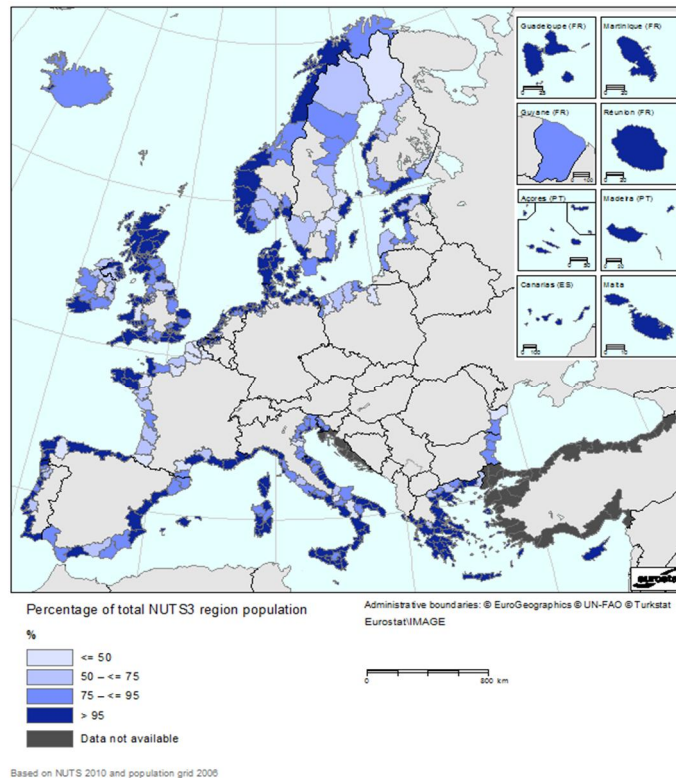 Guadeloupe (FR)
Martinique (FR)
Guyane (FR)
Réunion (FR)
Açores (PT)
Madeira (PT)
Canarias (ES)
Malta
eurostat
Percentage of total NUTS3 region population
%
<= 50
50 – <= 75
75 – <= 95
> 95
Data not available
Administrative boundaries: © EuroGeographics © UN-FAO © Turkstat
Eurostat\IMAGE
0 800 km
Based on NUTS 2010 and population grid 2006